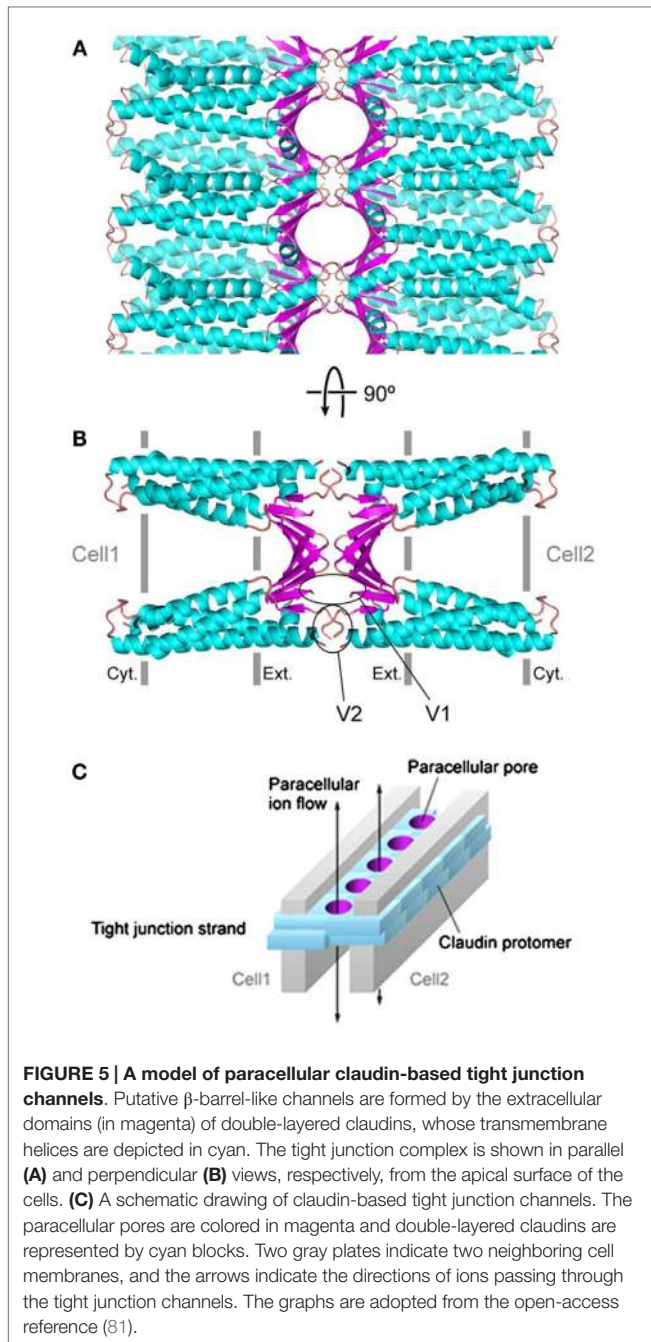 A
90º
B
Cell1
Cell2
Cyt.
Ext.
Ext.
Cyt.
V2
V1
C
Paracellular pore
Paracellular
ion flow
Tight junction strand
Claudin protomer
Cell1
Cell2
FIGURE 5 | A model of paracellular claudin-based tight junction
channels. Putative β-barrel-like channels are formed by the extracellular
domains (in magenta) of double-layered claudins, whose transmembrane
helices are depicted in cyan. The tight junction complex is shown in parallel
(A) and perpendicular (B) views, respectively, from the apical surface of the
cells. (C) A schematic drawing of claudin-based tight junction channels. The
paracellular pores are colored in magenta and double-layered claudins are
represented by cyan blocks. Two gray plates indicate two neighboring cell
membranes, and the arrows indicate the directions of ions passing through
the tight junction channels. The graphs are adopted from the open-access
reference (81).